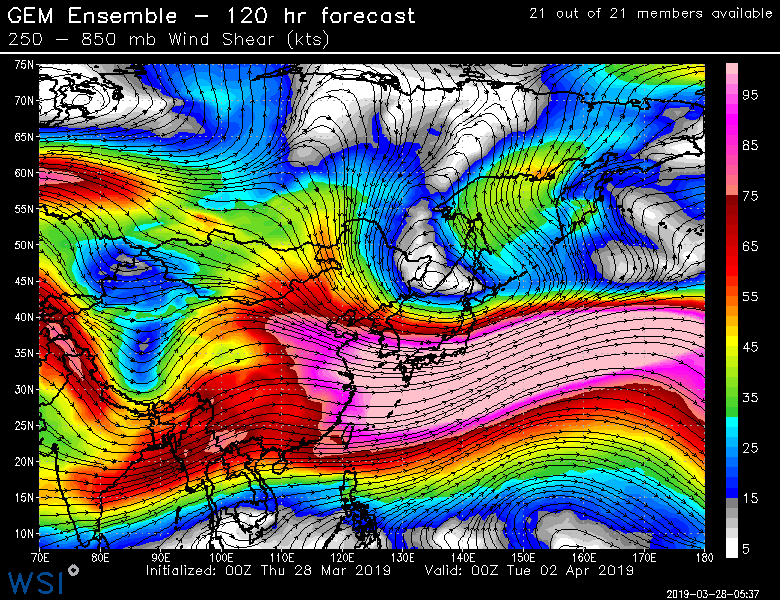 GEM Ensemble – 120 hr forecast
21 out of 21 members available
250 – 850 mb Wind Shear (kts)
75N
70N
65N
60N
55N
50N
45N
40N
35N
30N
25N
20N
15N
10N
70E 80E 90E 100E 110E 120E 130E 140E 150E 160E 170E 180
95
85
75
65
55
45
35
25
15
5
Initialized: 00Z Thu 28 Mar 2019 Valid: 00Z Tue 02 Apr 2019
WSI
2019-03-28-05:37